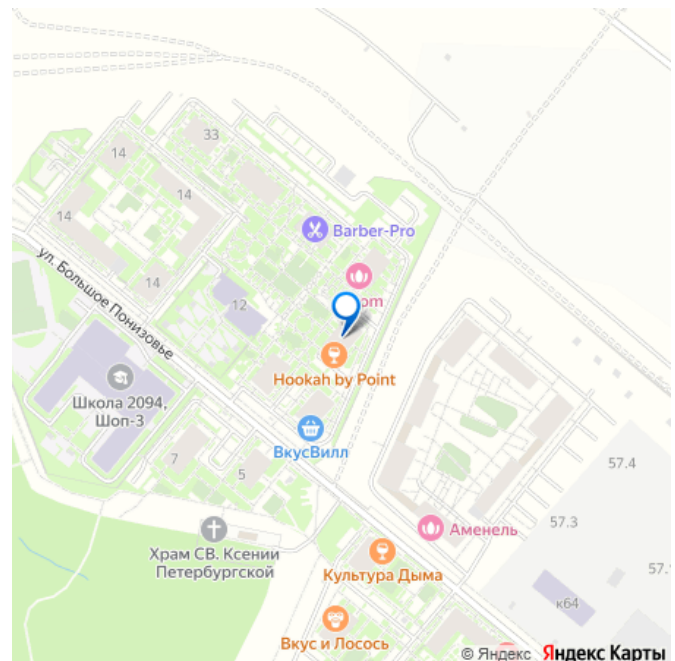 33
14
14
14
Barber-Pro
ул. Большое Понизовье
om
14
12
Hookah by Point
Школа 2094,
Шоп-3
ВкусВилл
7
5
57.4
Аменель
57.3
Храм СВ. Ксении
Петербургской
Культура Дыма
57.
к64
Вкус и Лосось
© Яндекс Яндекс Карты